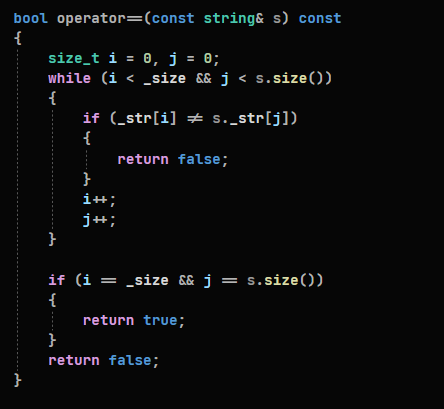 bool operator==(const string& s) const
{
size_t i = 0, j = 0;
while (i < _size && j < s.size())
{
if (_str[i] != s._str[j])
{
return false;
}
i++;
j++;
}
if (i == _size && j == s.size())
{
return true;
}
return false;
}